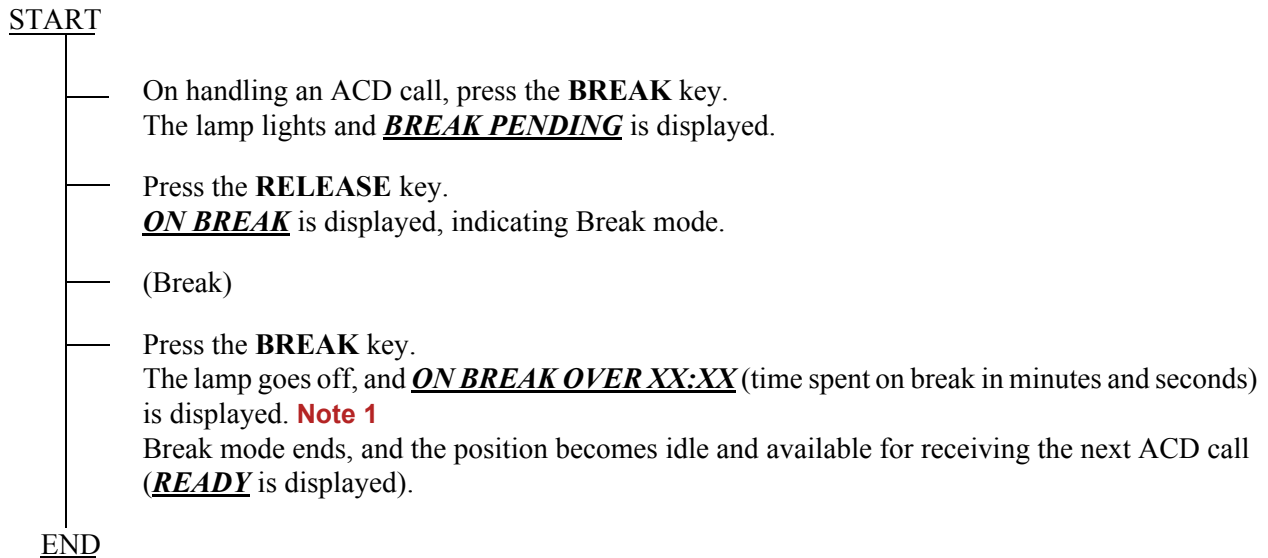 START
On handling an ACD call, press the BREAK key.
The lamp lights and BREAK PENDING is displayed.
Press the RELEASE key.
ON BREAK is displayed, indicating Break mode.
(Break)
Press the BREAK key.
The lamp goes off, and ON BREAK OVER XX:XX (time spent on break in minutes and seconds)
is displayed. Note 1
Break mode ends, and the position becomes idle and available for receiving the next ACD call
(READY is displayed).
END